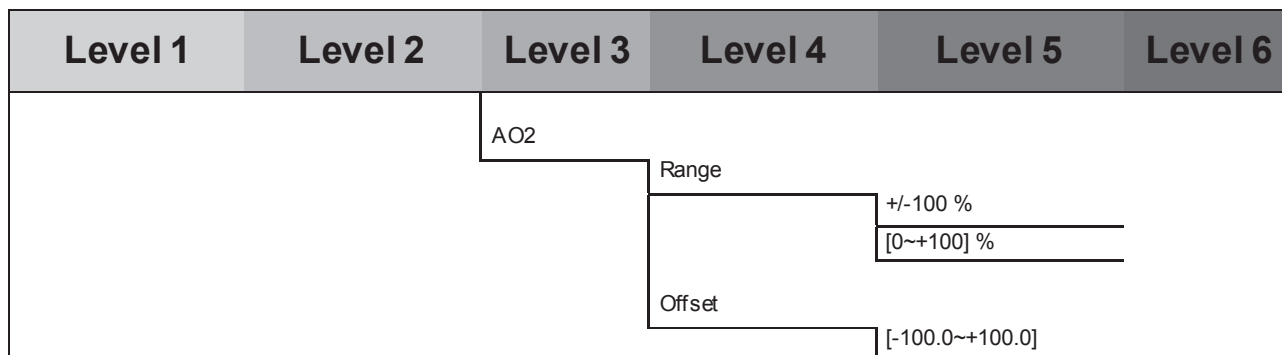 Level 1 Level 2 Level 3 Level 4 Level 5 Level 6
AO2
Range
+/-100 %
[0~+100] %
Offset
[-100.0~+100.0]